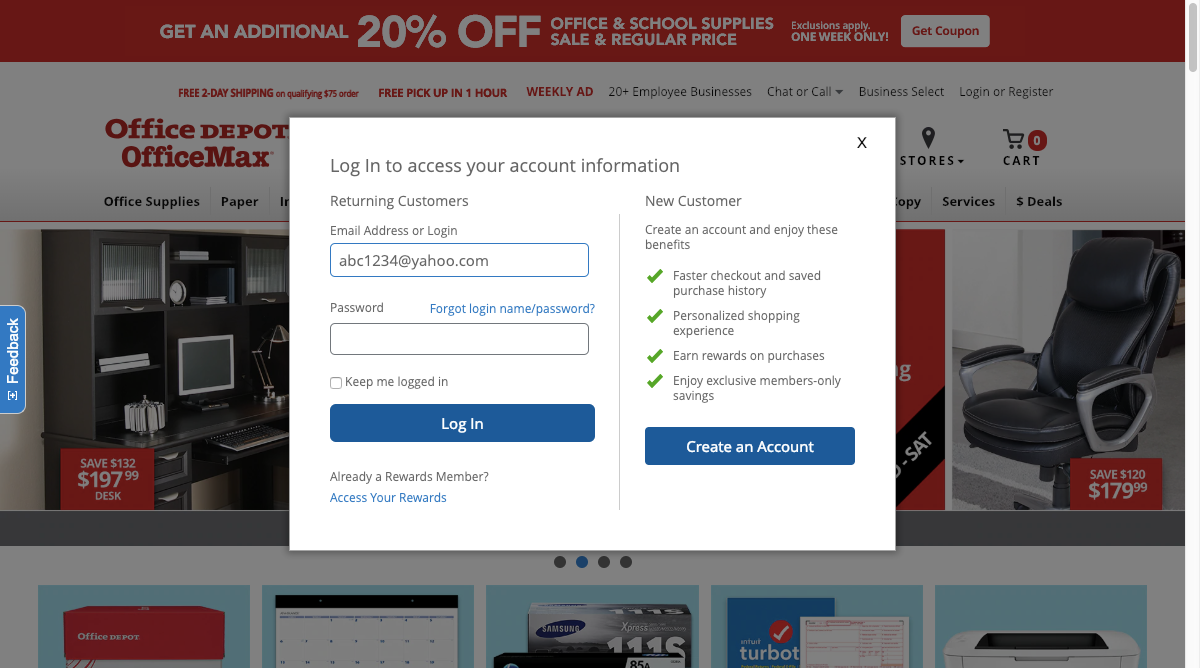 GET AN ADDITIONAL 20% OFF OFFICE & SCHOOL SUPPLIES
SALE & REGULAR PRICE
Exclusions apply.
ONE WEEK ONLY!
Get Coupon
FREE 2-DAY SHIPPING on qualifying $75 order FREE PICK UP IN 1 HOUR WEEKLY AD 20+ Employee Businesses Chat or Call Business Select Login or Register
Office DEPOT
OfficeMax
STORES
0
CART
Office Supplies Paper
Services $ Deals
X
Log In to access your account information
Returning Customers
Email Address or Login
abc1234@yahoo.com
Password Forgot login name/password?
Keep me logged in
Log In
Already a Rewards Member?
Access Your Rewards
New Customer
Create an account and enjoy these
benefits
Faster checkout and saved
purchase history
Personalized shopping
experience
Earn rewards on purchases
Enjoy exclusive members-only
savings
Create an Account
Feedback
SAVE $132
$197 99
DESK
- SAT
SAVE $120
$179 99
Office DEPOT
SAMSUNG
Xpress
111S
111S
85A
intuit
turbot